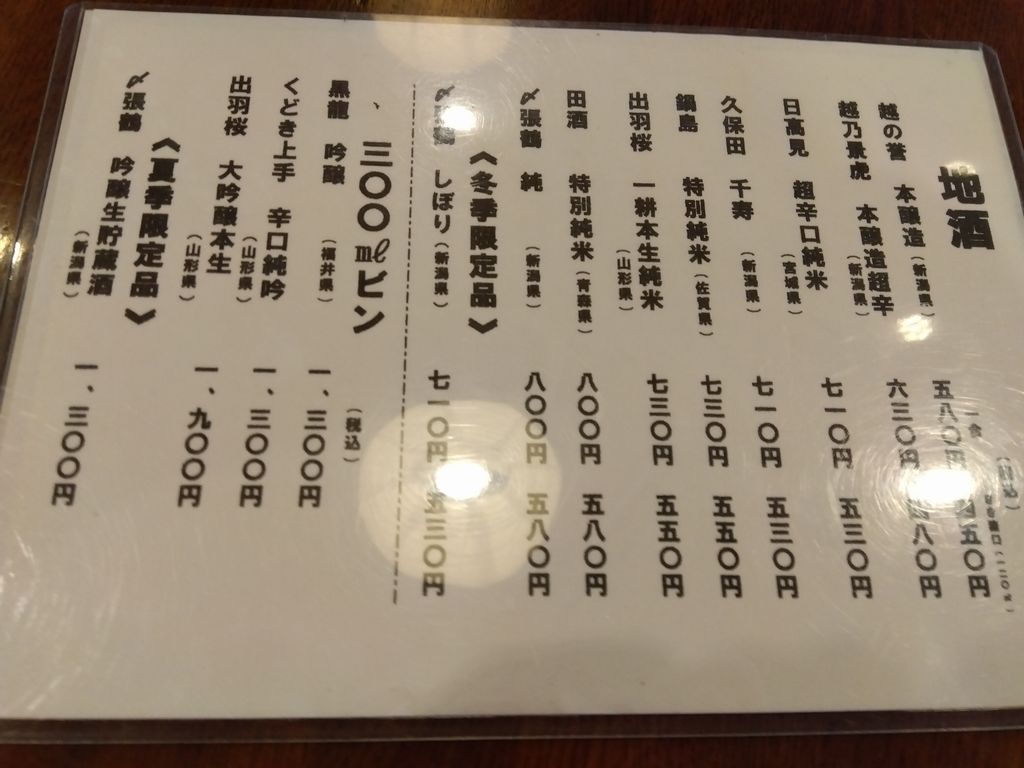 地酒
（税込）
一合
越の誉 本醸造（新潟県） 五八〇円
越乃景虎 本醸造超辛（新潟県） 六三〇円
日高見 超辛口純米（宮城県） 七一〇円 五三〇円
久保田 千寿（新潟県） 七一〇円 五三〇円
鍋島 特別純米（佐賀県） 七三〇円 五五〇円
出羽桜 一耕本生純米（山形県） 七三〇円 五五〇円
田酒 特別純米（青森県） 八〇〇円 五八〇円
〆張鶴 純（新潟県） 八〇〇円 五八〇円
《冬季限定品》
〆張鶴 しぼり（新潟県） 七一〇円 五三〇円
、三〇〇㎖ビン
（税込）
黒龍 吟醸（福井県） 一、三〇〇円
くどき上手 辛口純吟（山形県） 一、三〇〇円
出羽桜 大吟醸本生（山形県） 一、九〇〇円
《夏季限定品》
〆張鶴 吟醸生貯蔵酒（新潟県） 一、三〇〇円